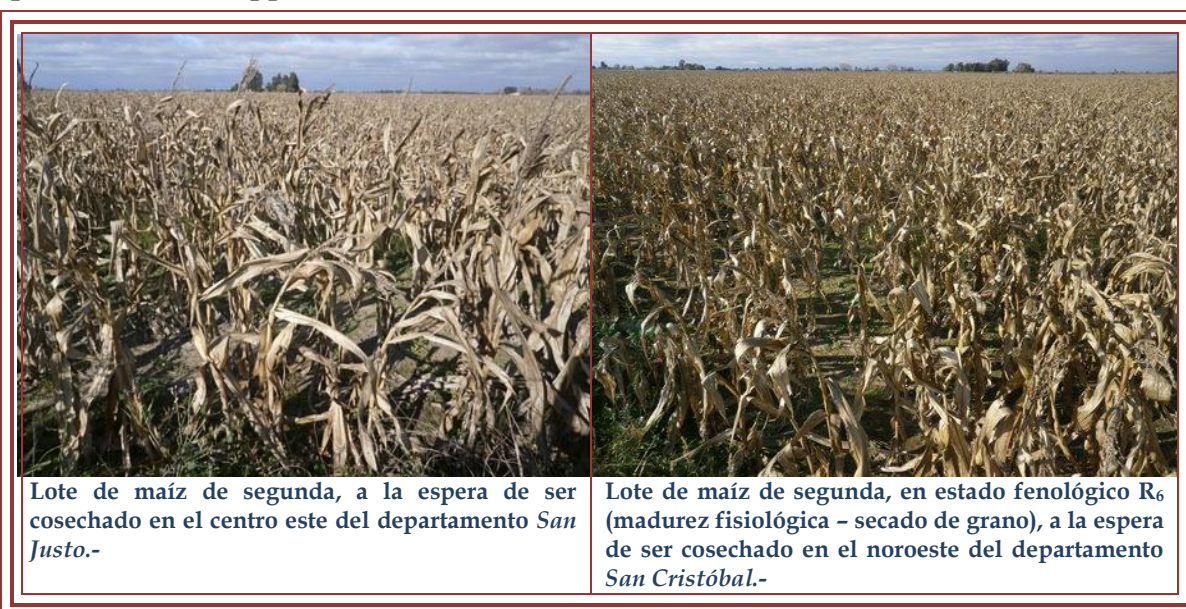 Lote de maíz de segunda, a la espera de ser
cosechado en el centro este del departamento San
Justo.-
Lote de maíz de segunda, en estado fenológico R₆
(madurez fisiológica – secado de grano), a la espera
de ser cosechado en el noroeste del departamento
San Cristóbal.-